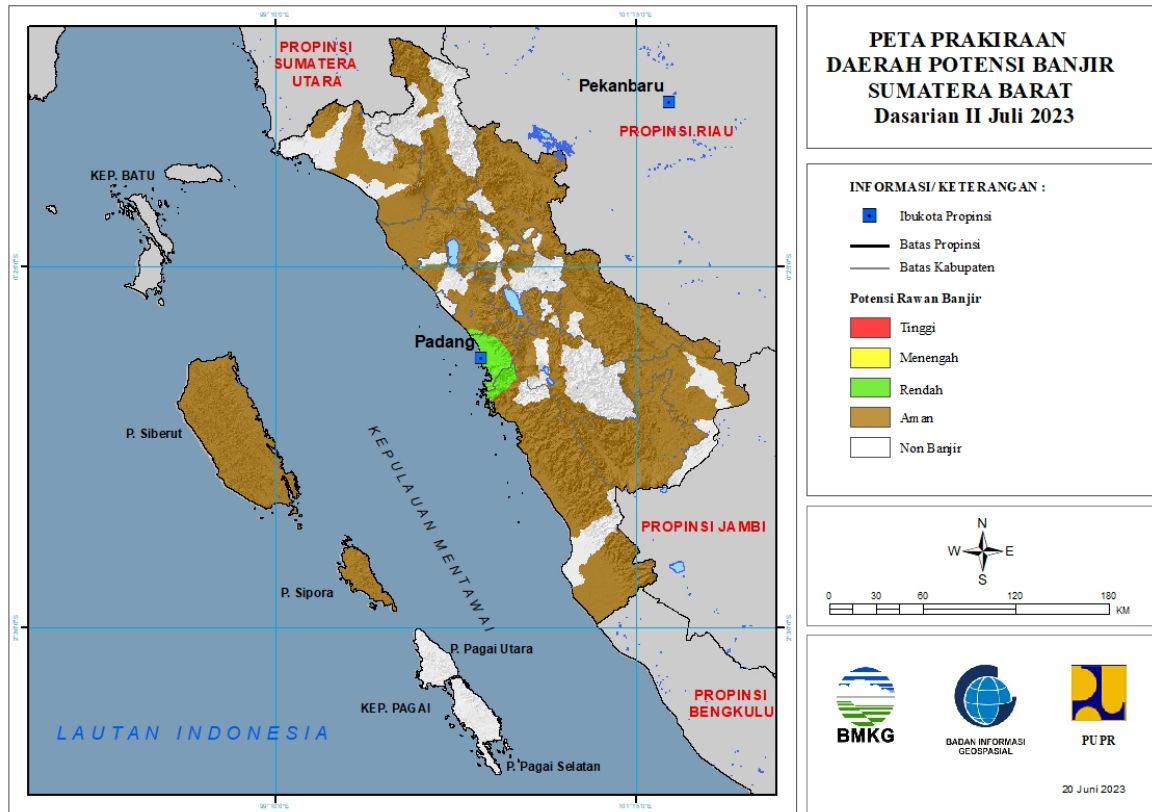 PETA PRAKIRAAN
DAERAH POTENSI BANJIR
SUMATERA BARAT
Dasarian II Juli 2023
INFORMASI/ KETERANGAN :
Ibukota Propinsi
Batas Propinsi
Batas Kabupaten
Potensi Rawan Banjir
Tinggi
Menengah
Rendah
Aman
Non Banjir
N
W E
S
0 30 60 120 180
KM
BMKG
BADAN INFORMASI
GEOSPASIAL
PUPR
20 Juni 2023
PROPINSI
SUMATERA
UTARA
Pekanbaru
PROPINSI RIAU
KEP. BATU
Padang
P. Siberut
KEPULAUAN MENTAWAI
PROPINSI JAMBI
P. Sipora
P. Pagai Utara
KEP. PAGAI
PROPINSI
BENGKULU
LAUTAN INDONESIA
P. Pagai Selatan